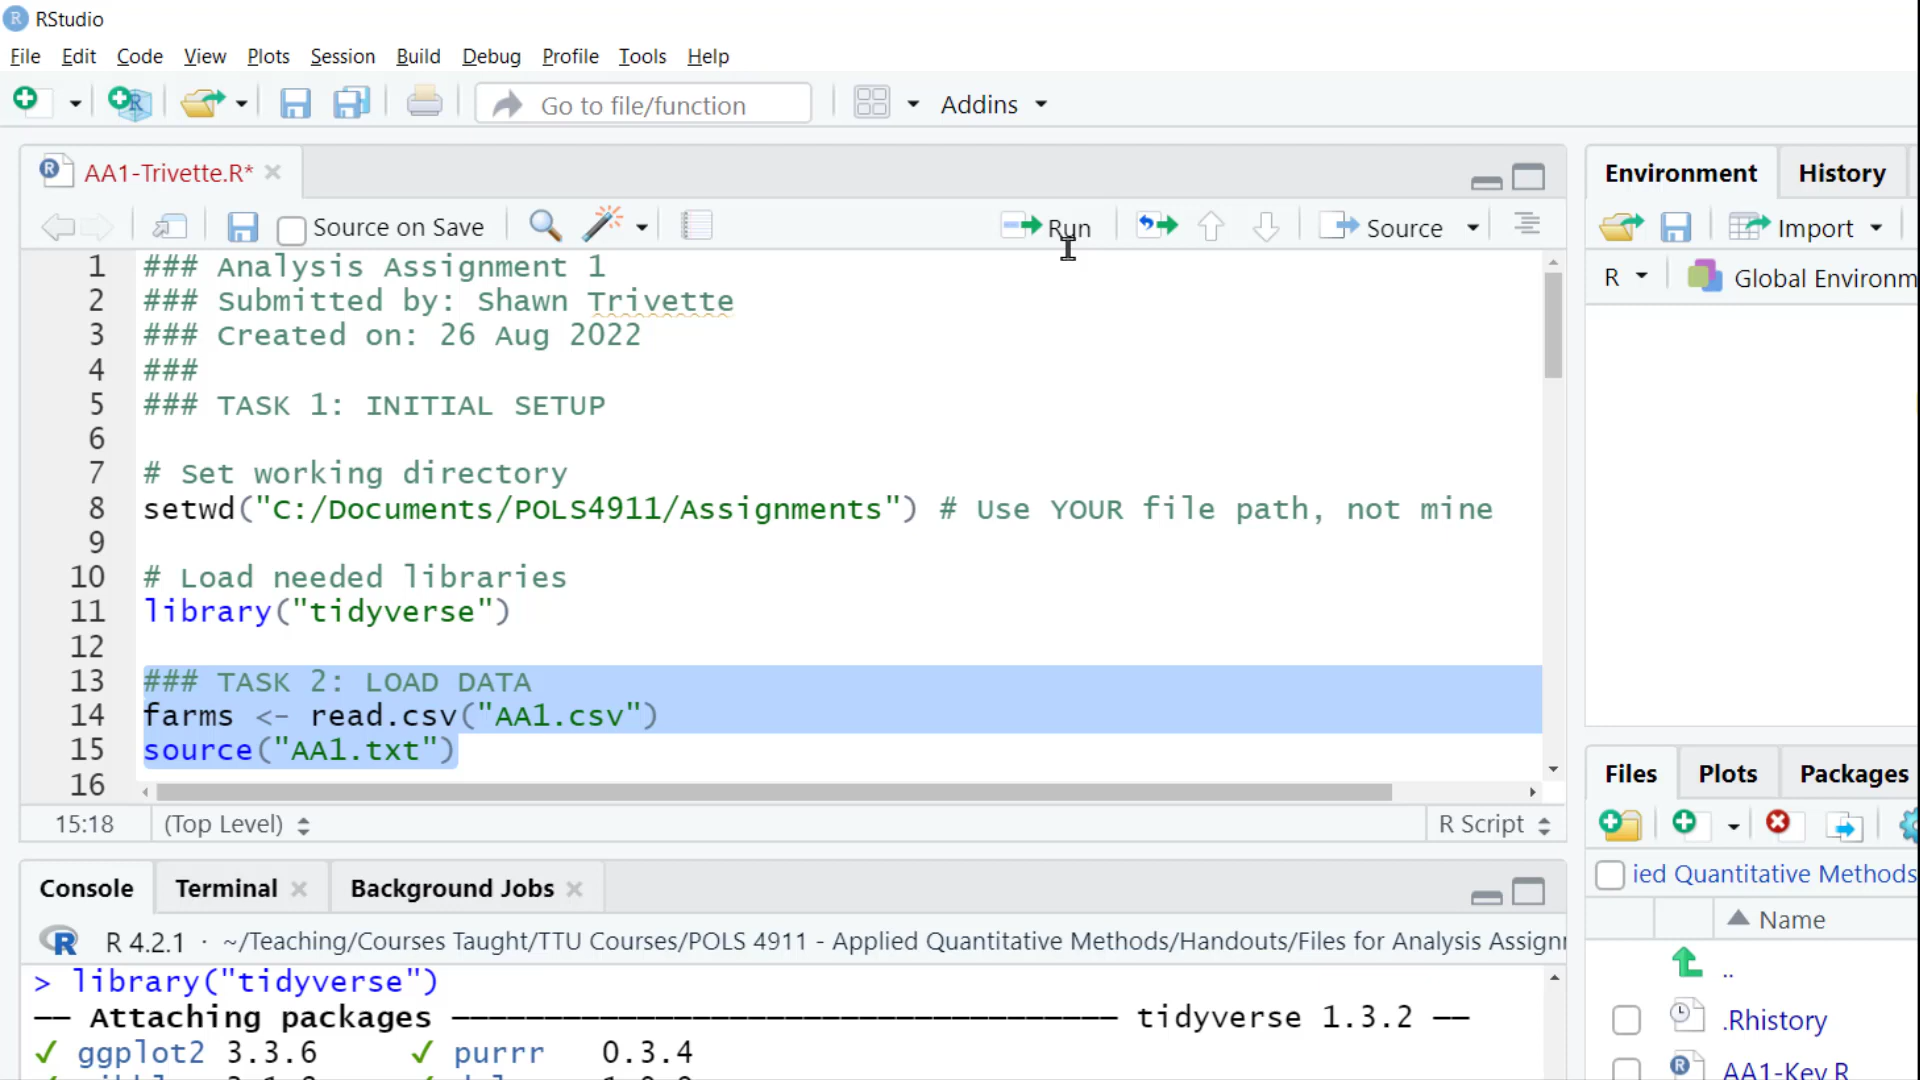 RStudio
File Edit Code View Plots Session Build Debug Profile Tools Help
Go to file/function Addins
AA1-Trivette.R*
Source on Save Run Source
1 ### Analysis Assignment 1
2 ### Submitted by: Shawn Trivette
3 ### Created on: 26 Aug 2022
4 ###
5 ### TASK 1: INITIAL SETUP
6
7 # Set working directory
8 setwd("C:/Documents/POLS4911/Assignments") # Use YOUR file path, not mine
9
10 # Load needed libraries
11 library("tidyverse")
12
13 ### TASK 2: LOAD DATA
14 farms <- read.csv("AA1.csv")
15 source("AA1.txt")
16
15:18 (Top Level) R Script
Console Terminal Background Jobs
R 4.2.1 · ~/Teaching/Courses Taught/TTU Courses/POLS 4911 - Applied Quantitative Methods/Handouts/Files for Analysis Assignm
> library("tidyverse")
── Attaching packages ──────────────────── tidyverse 1.3.2 ──
✓ ggplot2 3.3.6 ✓ purrr 0.3.4
Environment History
Import
R Global Environm
Files Plots Packages
ied Quantitative Methods
Name
..
.Rhistory
AA1-Key.R